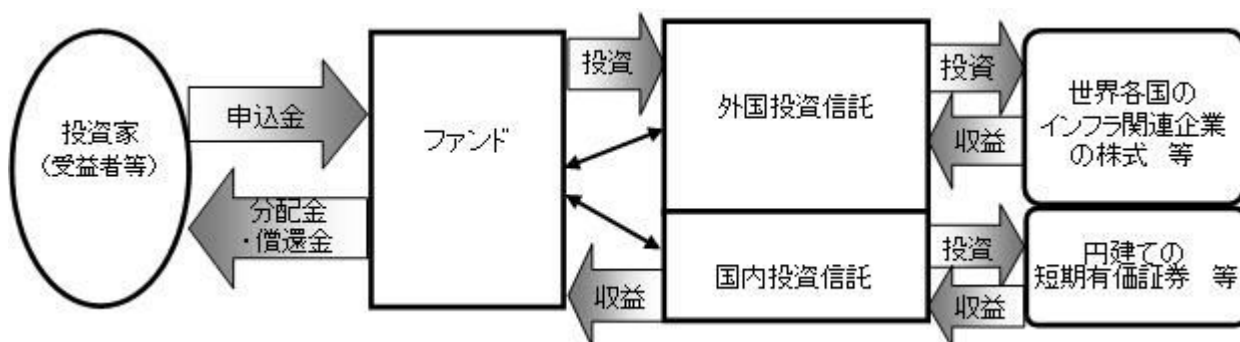 投資家
(受益者等)
申込金
分配金
・償還金
ファンド
投資
収益
外国投資信託
国内投資信託
投資
収益
投資
収益
世界各国の
インフラ関連企業
の株式　等
円建ての
短期有価証券　等